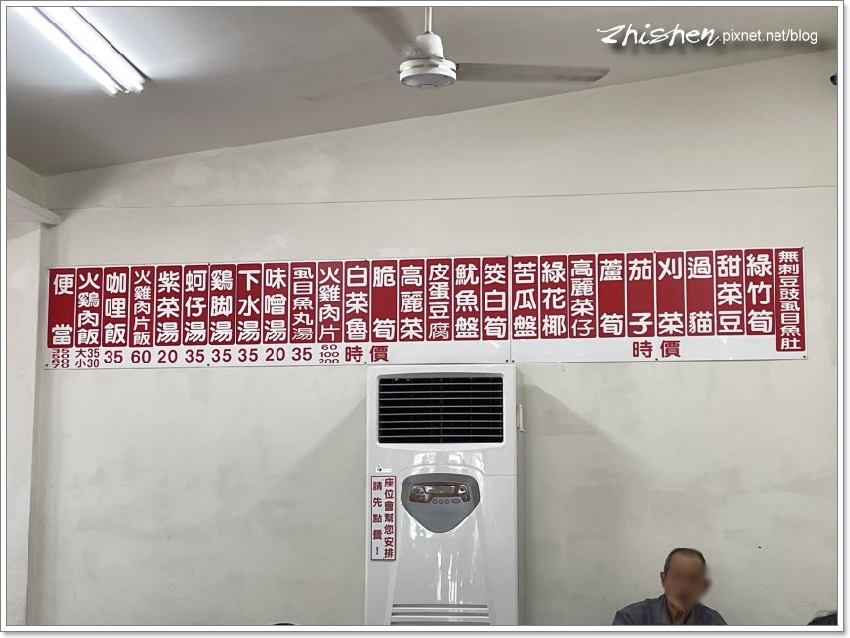 Zhishen.pixnet.net/blog
便當
火鷄肉飯 大35 小30
咖哩飯 35
火雞肉片飯 60
紫菜湯 20
蚵仔湯 35
鷄脚湯 35
下水湯 35
味噌湯 20
虱目魚丸湯 35
火雞肉片 60 100 200
白菜魯
脆筍
高麗菜
皮蛋豆腐
魷魚盤
筊白筍
時價
苦瓜盤
綠花椰
高麗菜仔
蘆筍
茄子
刈菜
過貓
甜菜豆
綠竹筍
無刺豆豉虱目魚肚
時價
座位會幫您安排
請先點餐！